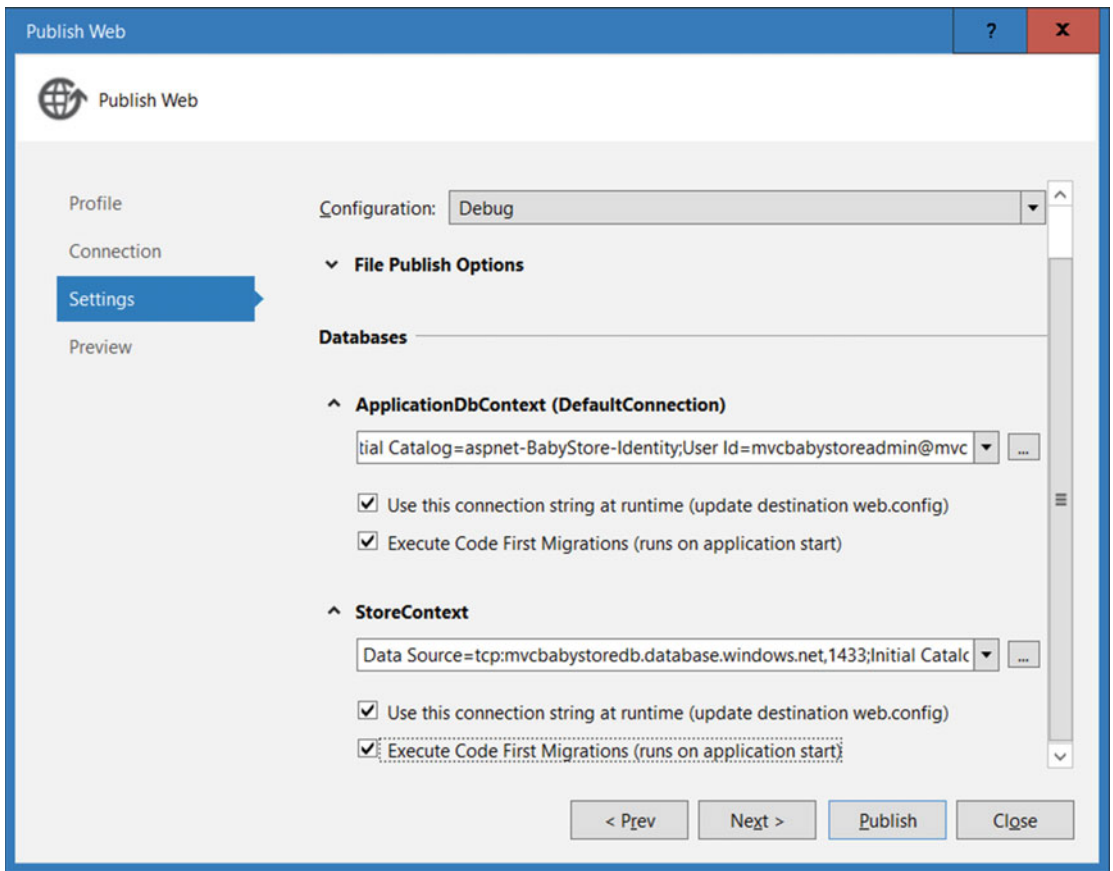 Publish Web
? x
Publish Web
Profile
Connection
Settings
Preview
Configuration: Debug
File Publish Options
Databases
ApplicationDbContext (DefaultConnection)
tial Catalog=aspnet-BabyStore-Identity;User Id=mvcbabystoreadmin@mvc ...
Use this connection string at runtime (update destination web.config)
Execute Code First Migrations (runs on application start)
StoreContext
Data Source=tcp:mvcbabystoredb.database.windows.net,1433;Initial Catalo ...
Use this connection string at runtime (update destination web.config)
Execute Code First Migrations (runs on application start)
< Prev Next > Publish Close